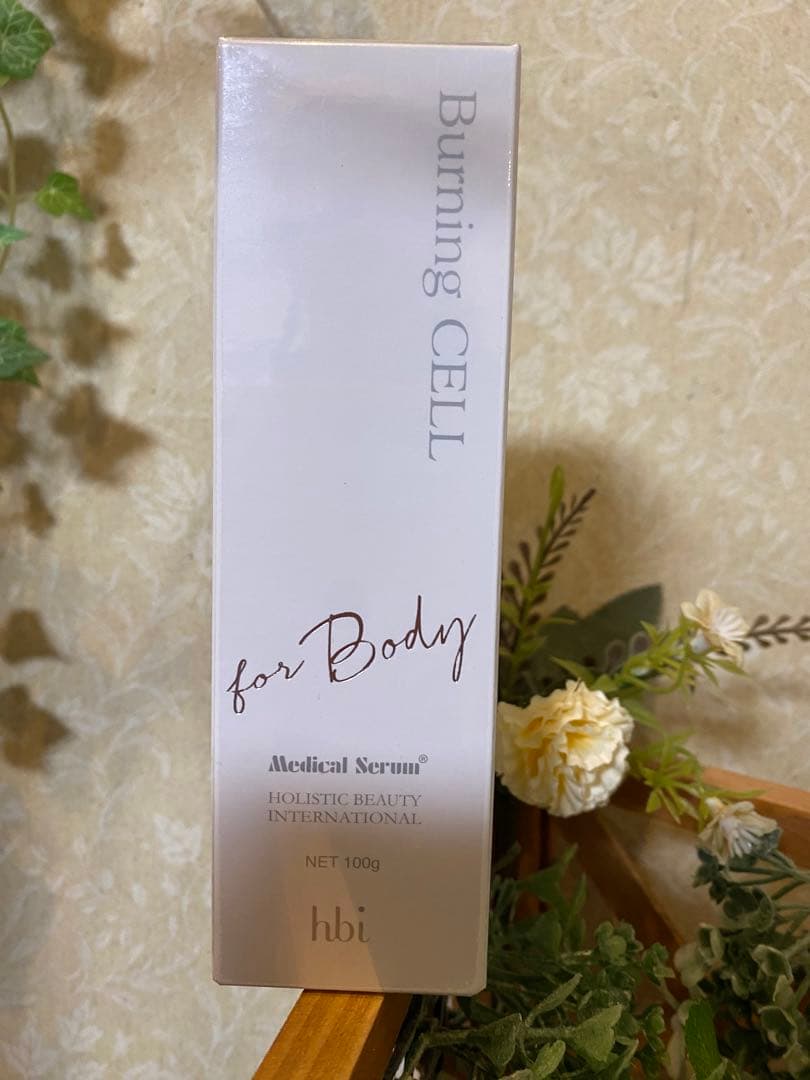 Burning CELL
for Body
Medical Serum®
HOLISTIC BEAUTY
INTERNATIONAL
NET 100g
hbi